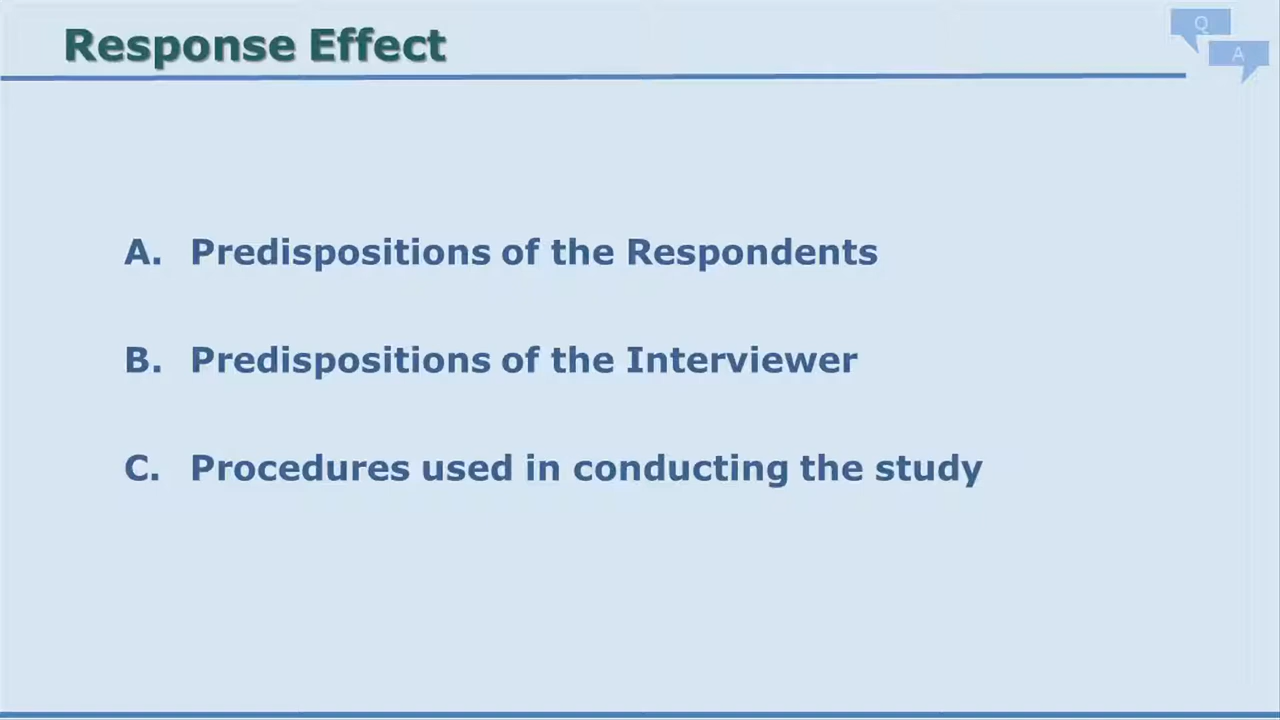 Response Effect
Q
A
A. Predispositions of the Respondents
B. Predispositions of the Interviewer
C. Procedures used in conducting the study